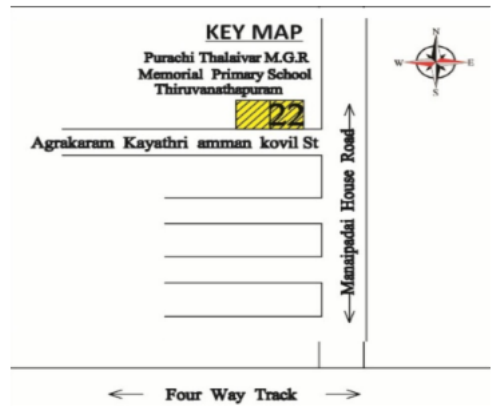 KEY MAP
Purachi Thalaivar M.G.R
Memorial Primary School
Thiruvanathapuram
22
Agrakaram Kayathri amman kovil St
Manaipadai House Road
Four Way Track
N
W
E
S